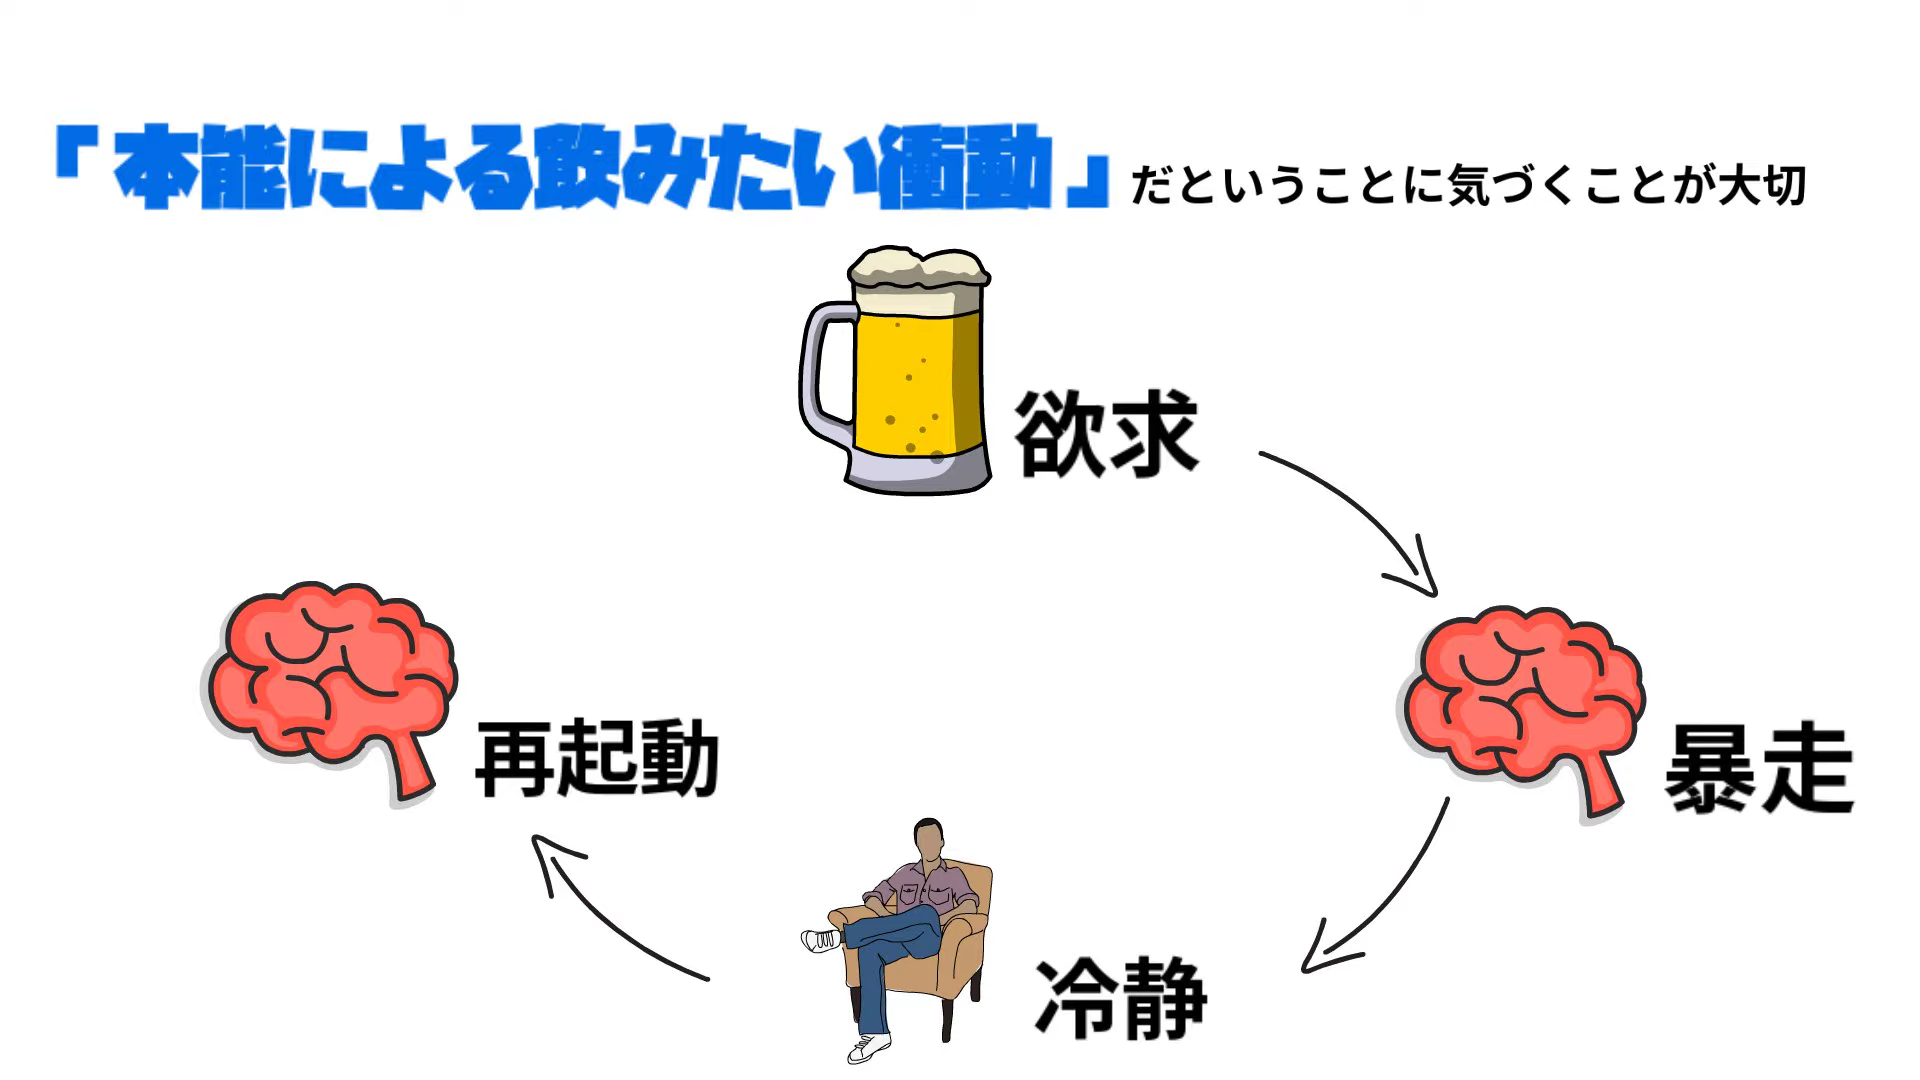 「本能による飲みたい衝動」だということに気づくことが大切
欲求
再起動
暴走
冷静